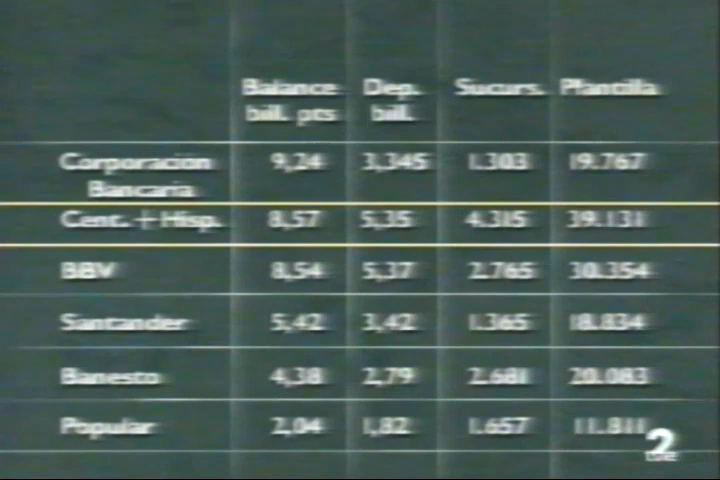 Balance Dep. Sucurs. Plantilla
bill. pts bill.
Corporación 9,24 3,345 1.303 19.767
Bancaria
Cent. + Hisp. 8,57 5,35 4.315 39.131
BBV 8,54 5,37 2.765 30.354
Santander 5,42 3,42 1.365 18.834
Banesto 4,38 2,79 2.681 20.083
Popular 2,04 1,82 1.657 11.811
2
tve